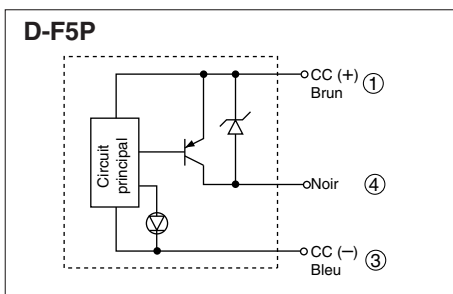 D-F5P
CC (+) ①
Brun
Circuit
principal
Noir ④
CC (–) ③
Bleu